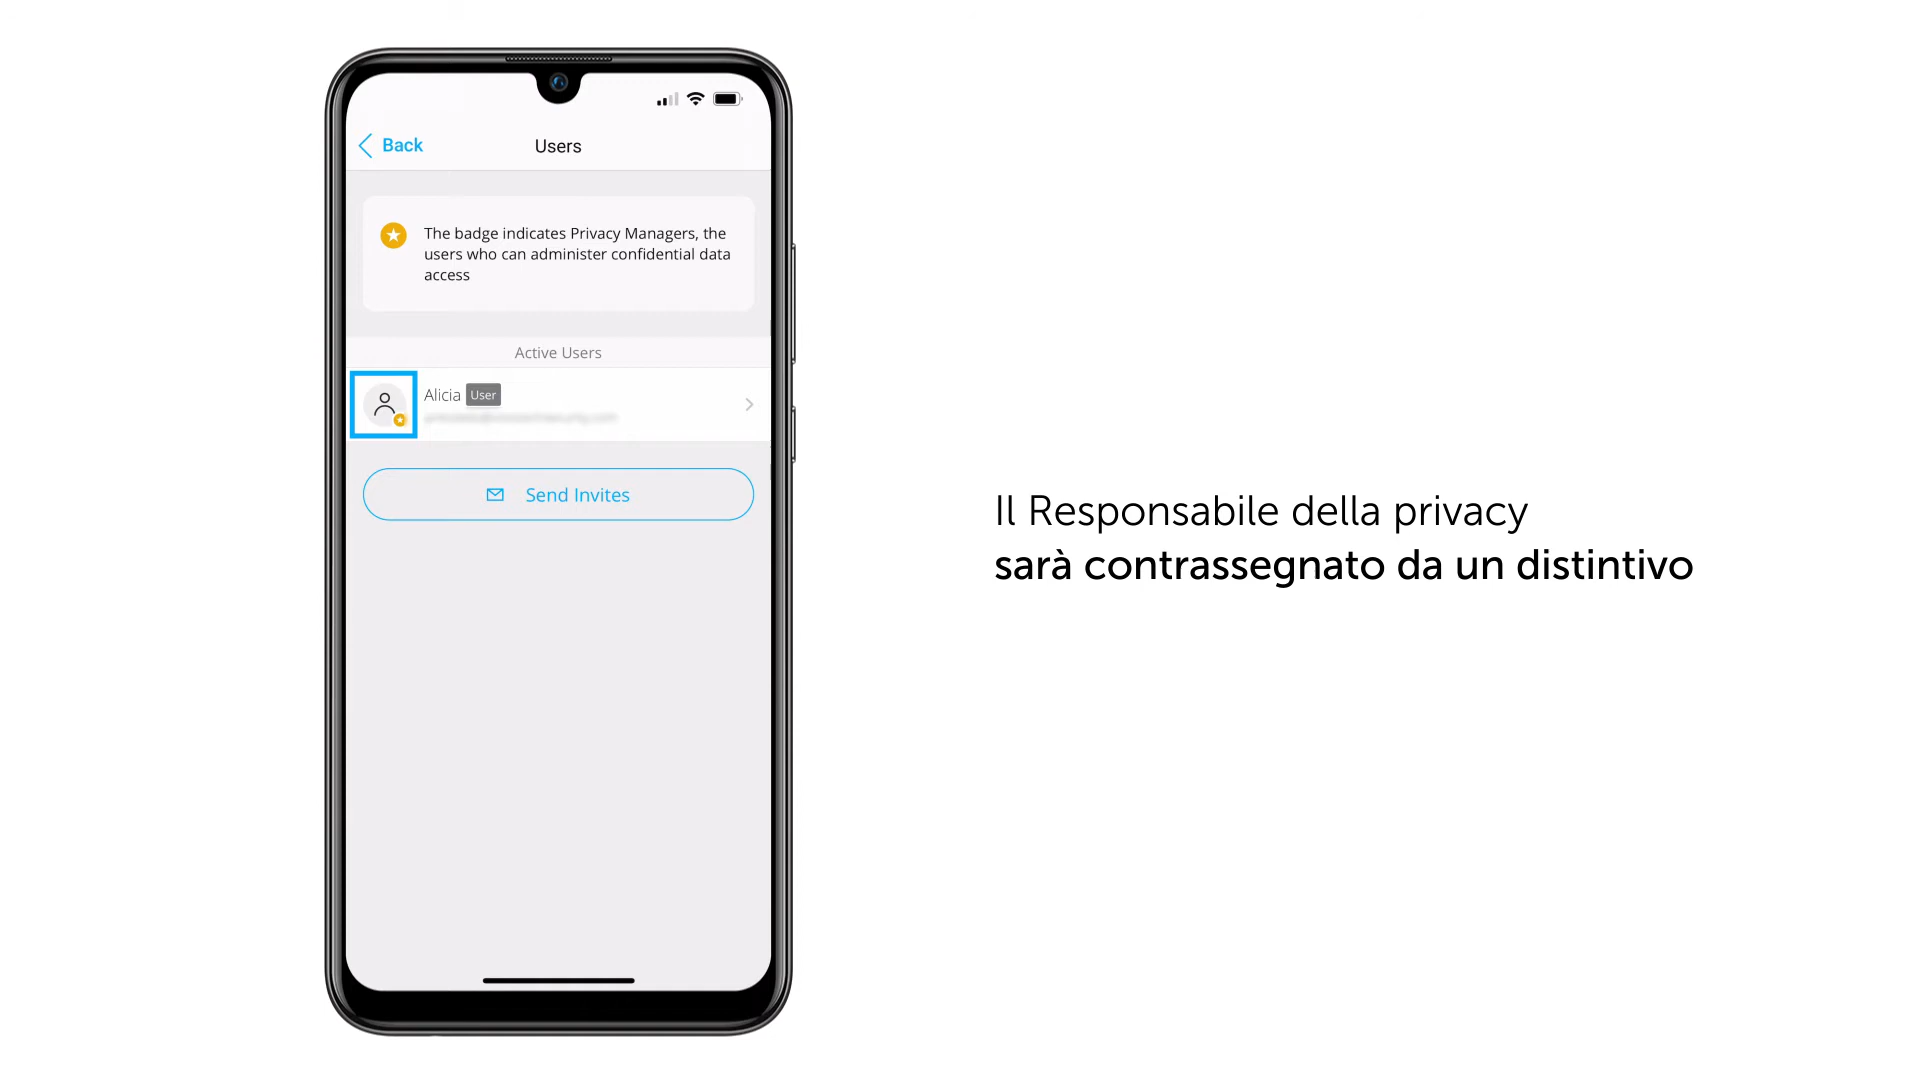 Back
Users
The badge indicates Privacy Managers, the
users who can administer confidential data
access
Active Users
Alicia User
Send Invites
Il Responsabile della privacy
sarà contrassegnato da un distintivo